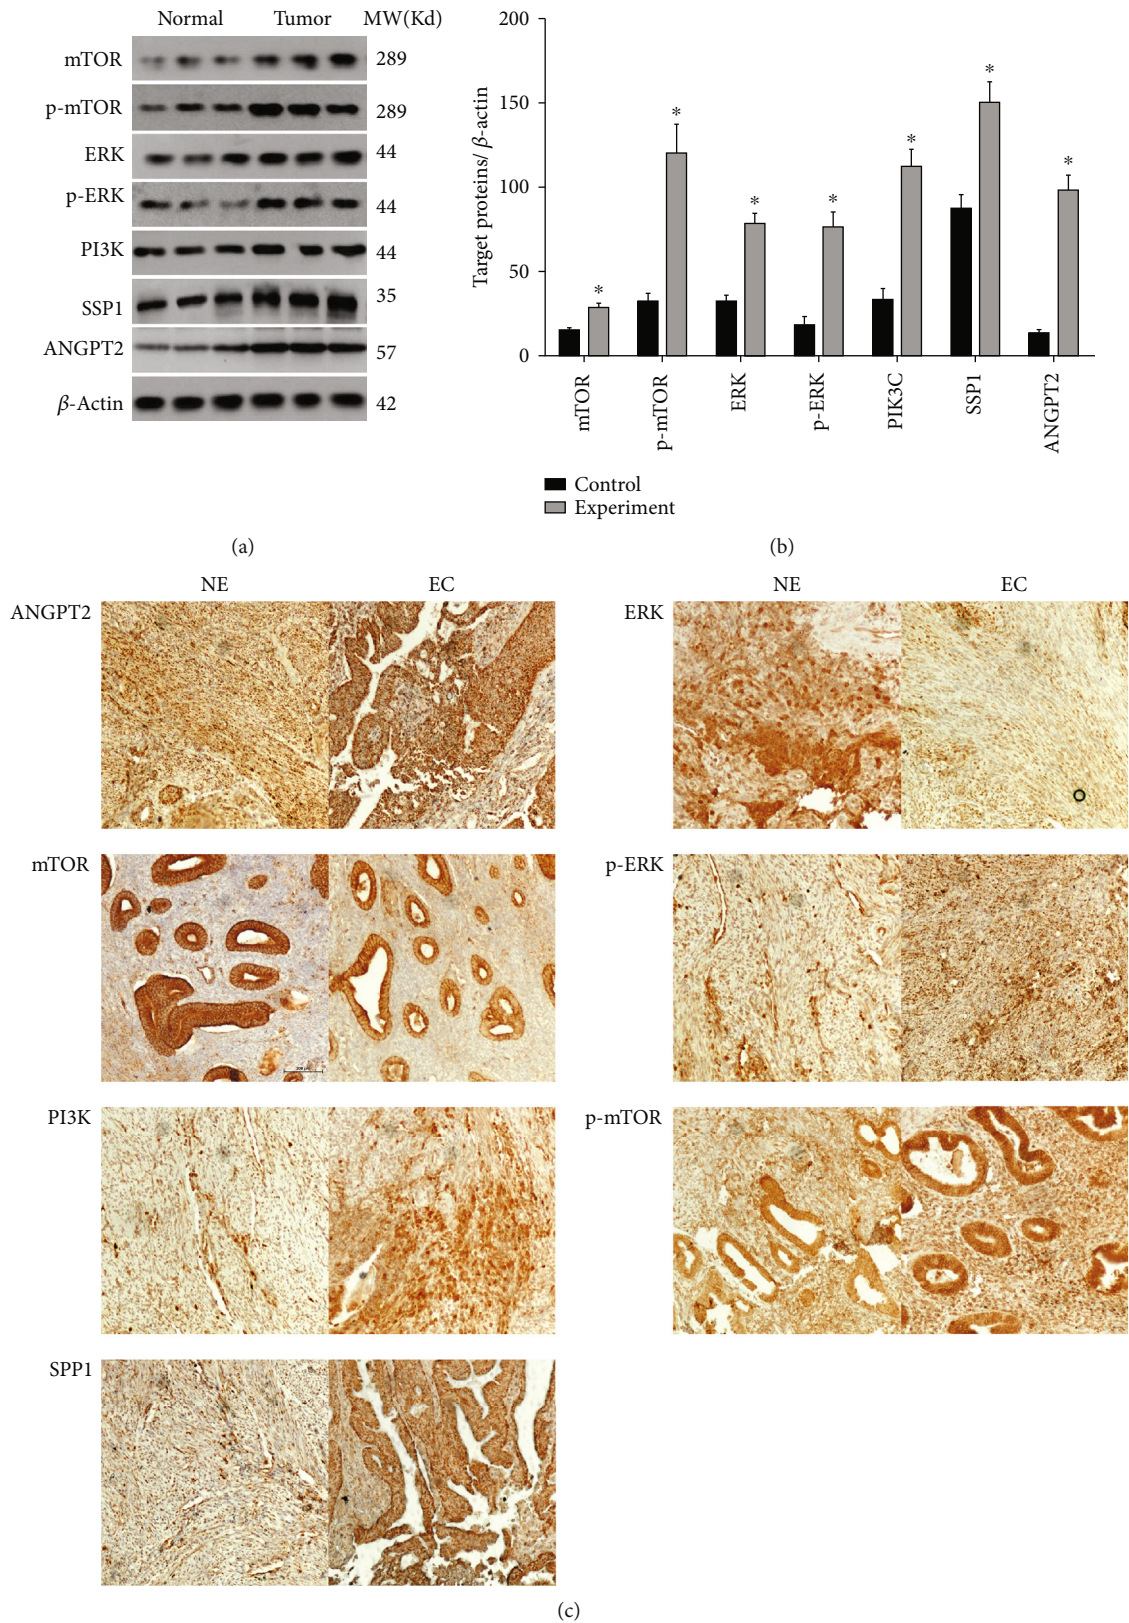 Normal Tumor MW(Kd)
mTOR 289
p-mTOR 289
ERK 44
p-ERK 44
PI3K 44
SSP1 35
ANGPT2 57
β-Actin 42
(a)
Target proteins/ β-actin
200
150
100
50
0
* * * * * * *
mTOR p-mTOR ERK p-ERK PIK3C SSP1 ANGPT2
Control
Experiment
(b)
NE EC
ANGPT2
mTOR
PI3K
SPP1
NE EC
ERK
p-ERK
p-mTOR
(c)